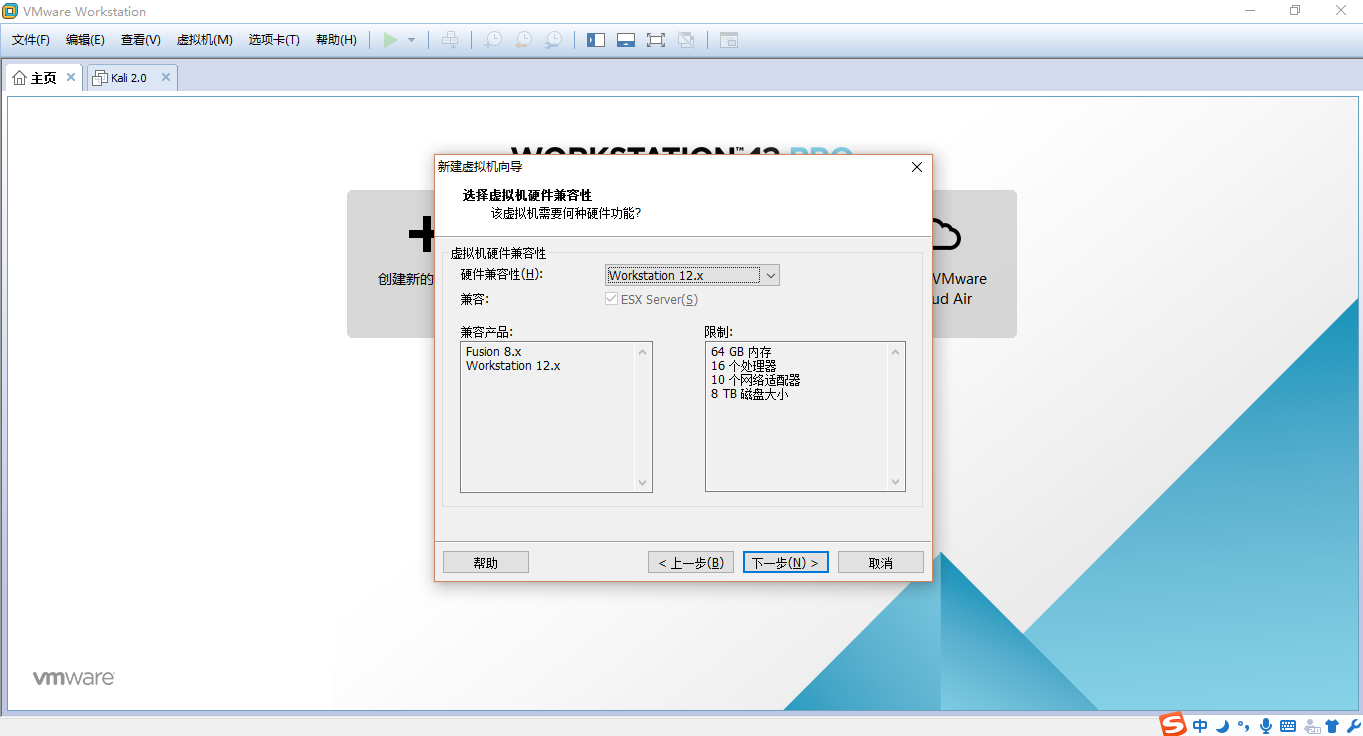 VMware Workstation
文件(F) 编辑(E) 查看(V) 虚拟机(M) 选项卡(T) 帮助(H)
主页 Kali 2.0
WORKSTATION™ 12 PRO
新建虚拟机向导
选择虚拟机硬件兼容性
该虚拟机需要何种硬件功能?
虚拟机硬件兼容性
硬件兼容性(H): Workstation 12.x
兼容: ESX Server(S)
创建新的
VMware
ud Air
兼容产品: 限制:
Fusion 8.x
Workstation 12.x
64 GB 内存
16 个处理器
10 个网络适配器
8 TB 磁盘大小
帮助 < 上一步(B) 下一步(N) > 取消
vmware
中